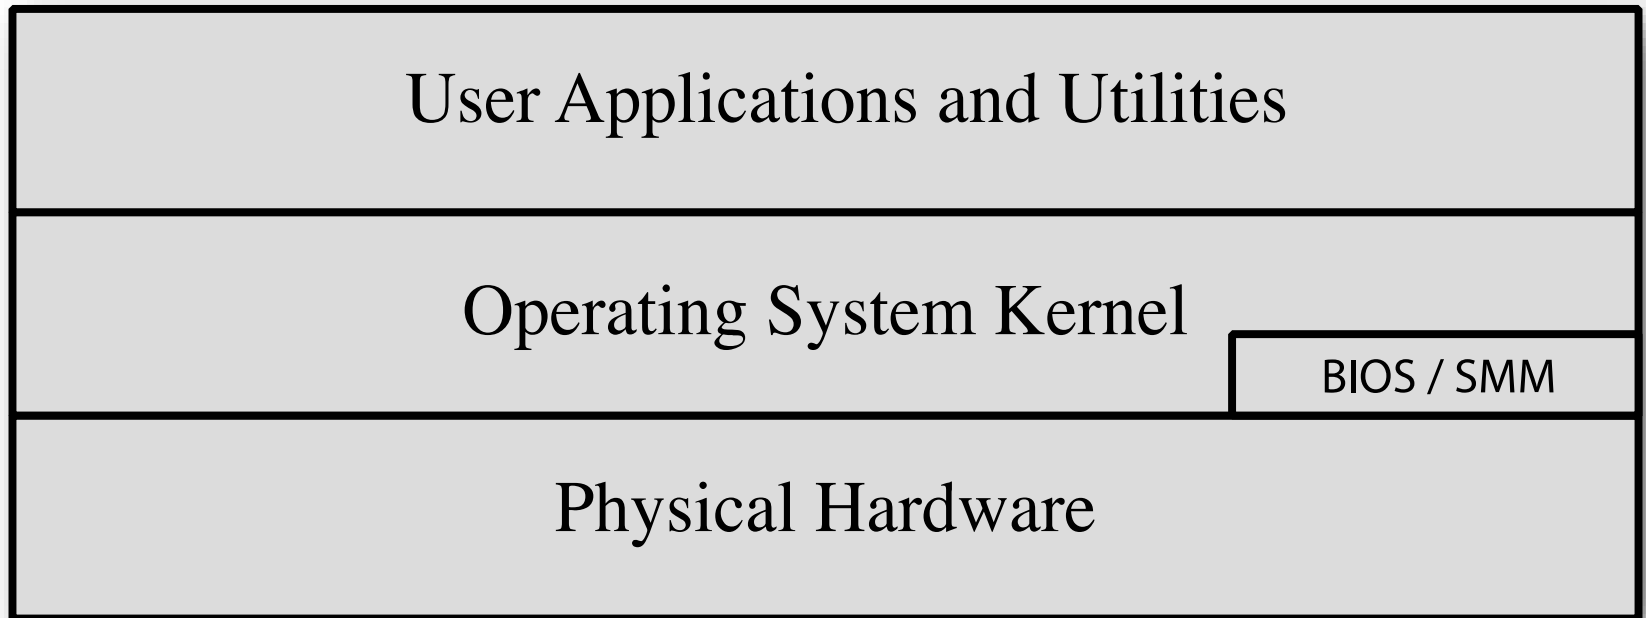 User Applications and Utilities
Operating System Kernel
BIOS / SMM
Physical Hardware